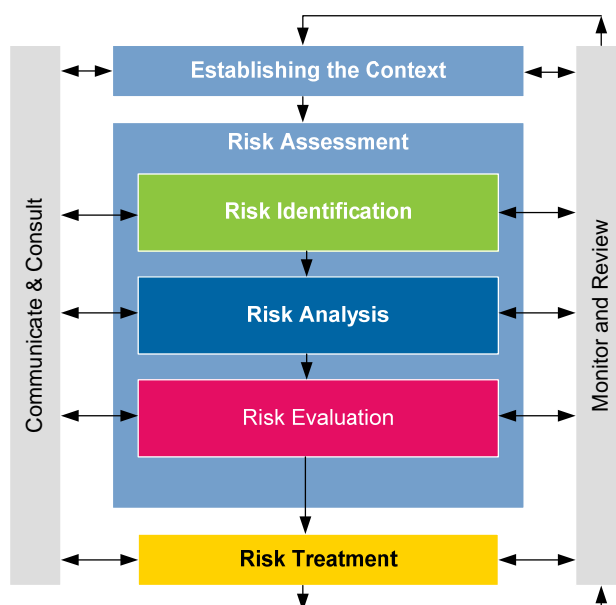 Establishing the Context
Risk Assessment
Risk Identification
Risk Analysis
Risk Evaluation
Risk Treatment
Communicate & Consult
Monitor and Review